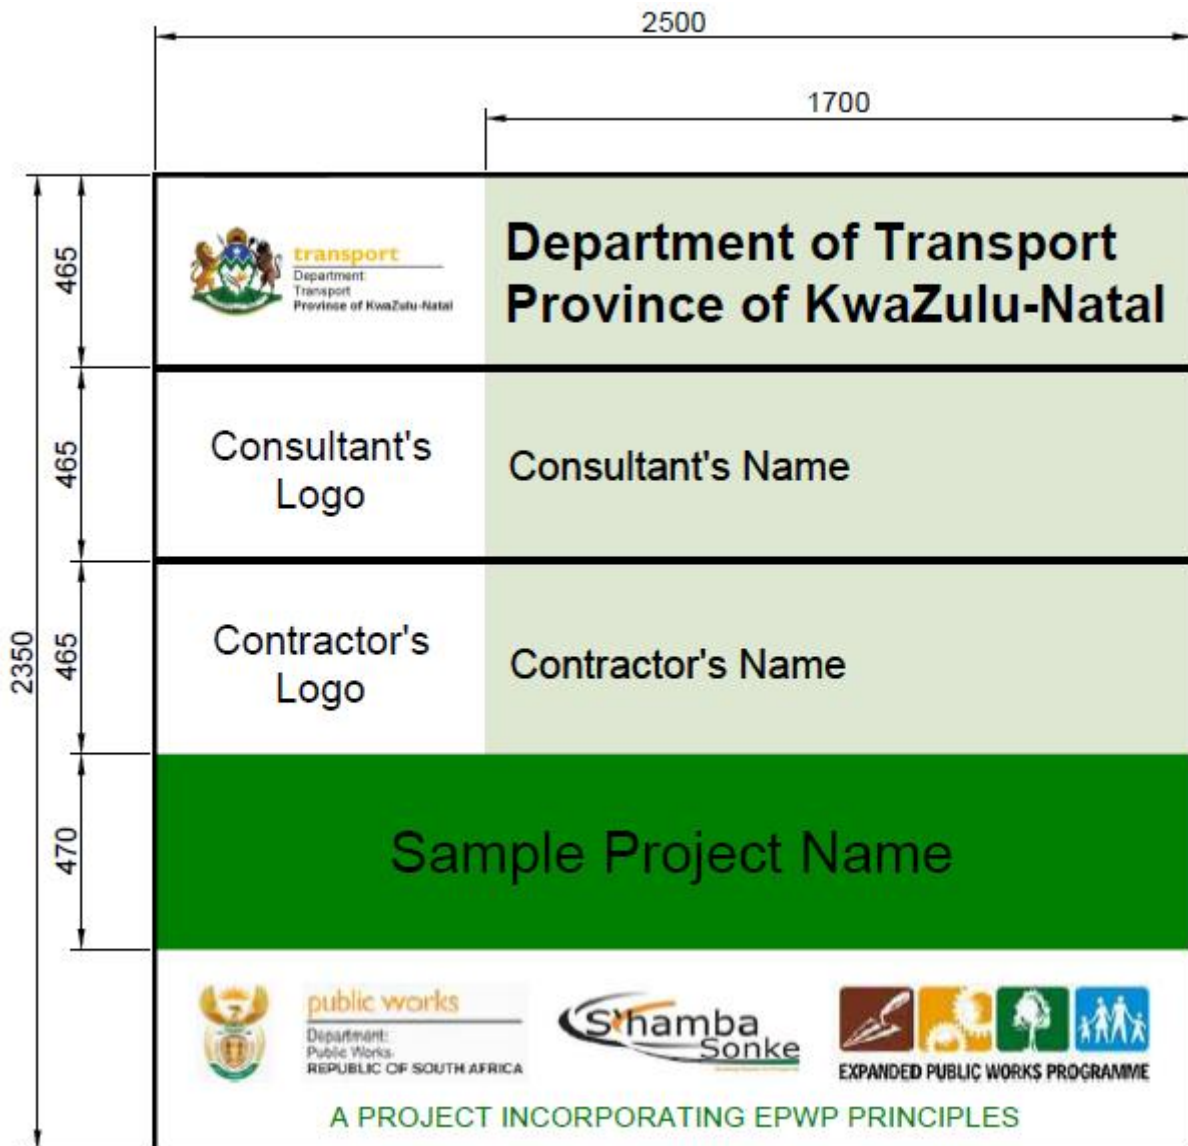 2500
1700
465
transport
Department
Transport
Province of KwaZulu-Natal
Department of Transport
Province of KwaZulu-Natal
465
Consultant's
Logo
Consultant's Name
2350
465
Contractor's
Logo
Contractor's Name
470
Sample Project Name
public works
Department:
Public Works
REPUBLIC OF SOUTH AFRICA
S'hamba
Sonke
EXPANDED PUBLIC WORKS PROGRAMME
A PROJECT INCORPORATING EPWP PRINCIPLES